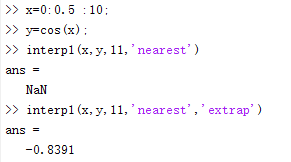 >> x=0:0.5 :10;
>> y=cos(x);
>> interp1(x,y,11,'nearest')
ans =
NaN
>> interp1(x,y,11,'nearest','extrap')
ans =
-0.8391